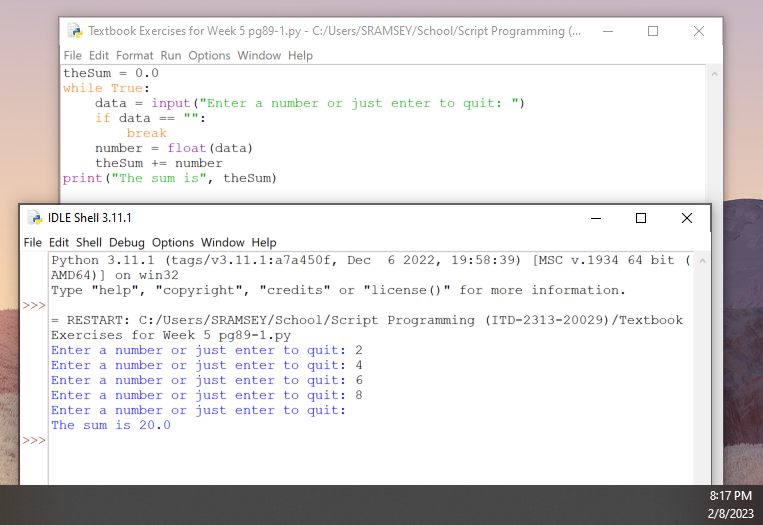 Textbook Exercises for Week 5 pg89-1.py - C:/Users/SRAMSEY/School/Script Programming (...
File Edit Format Run Options Window Help
theSum = 0.0
while True:
    data = input("Enter a number or just enter to quit: ")
    if data == "":
        break
    number = float(data)
    theSum += number
print("The sum is", theSum)
IDLE Shell 3.11.1
File Edit Shell Debug Options Window Help
Python 3.11.1 (tags/v3.11.1:a7a450f, Dec  6 2022, 19:58:39) [MSC v.1934 64 bit (
AMD64)] on win32
Type "help", "copyright", "credits" or "license()" for more information.
>>>
= RESTART: C:/Users/SRAMSEY/School/Script Programming (ITD-2313-20029)/Textbook
Exercises for Week 5 pg89-1.py
Enter a number or just enter to quit: 2
Enter a number or just enter to quit: 4
Enter a number or just enter to quit: 6
Enter a number or just enter to quit: 8
Enter a number or just enter to quit:
The sum is 20.0
>>>
8:17 PM
2/8/2023